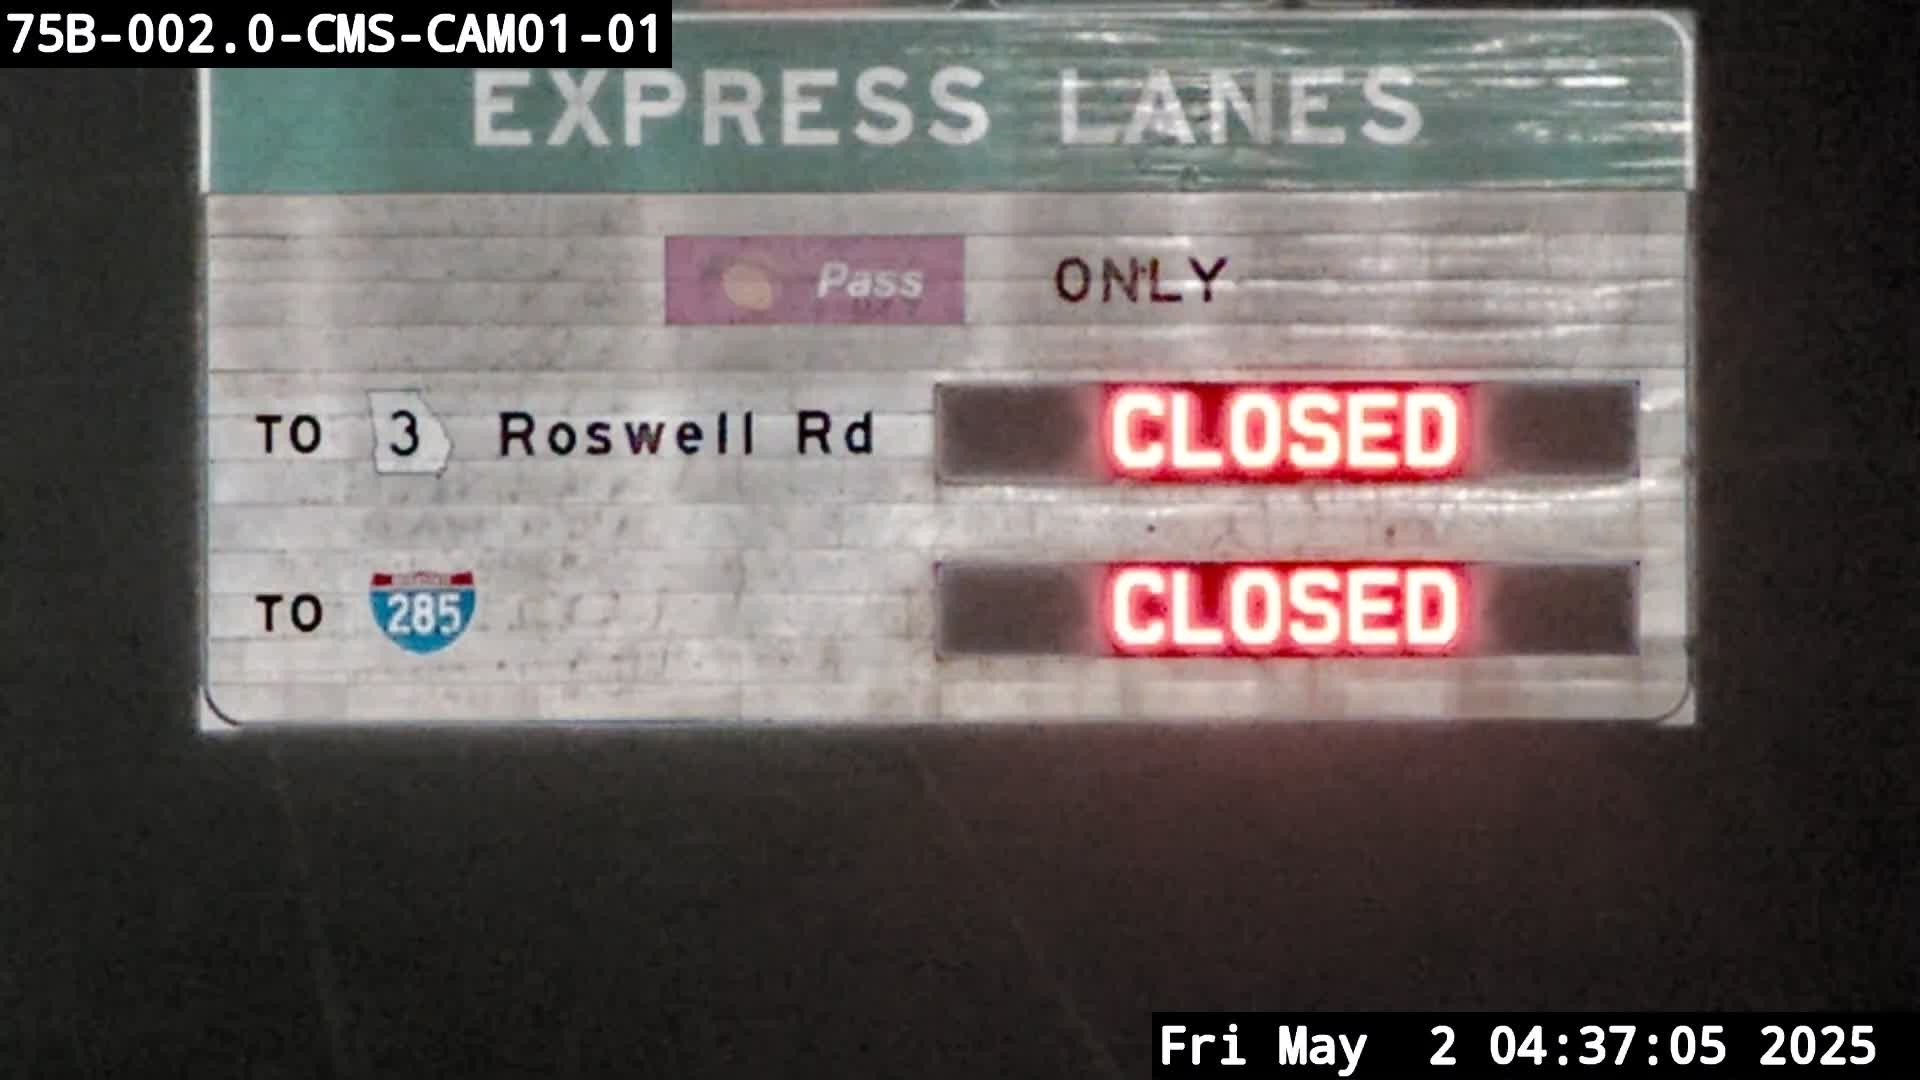 75B-002.0-CMS-CAM01-01
EXPRESS LANES
Pass ONLY
TO 3 Roswell Rd CLOSED
TO 285 CLOSED
Fri May 2 04:37:05 2025